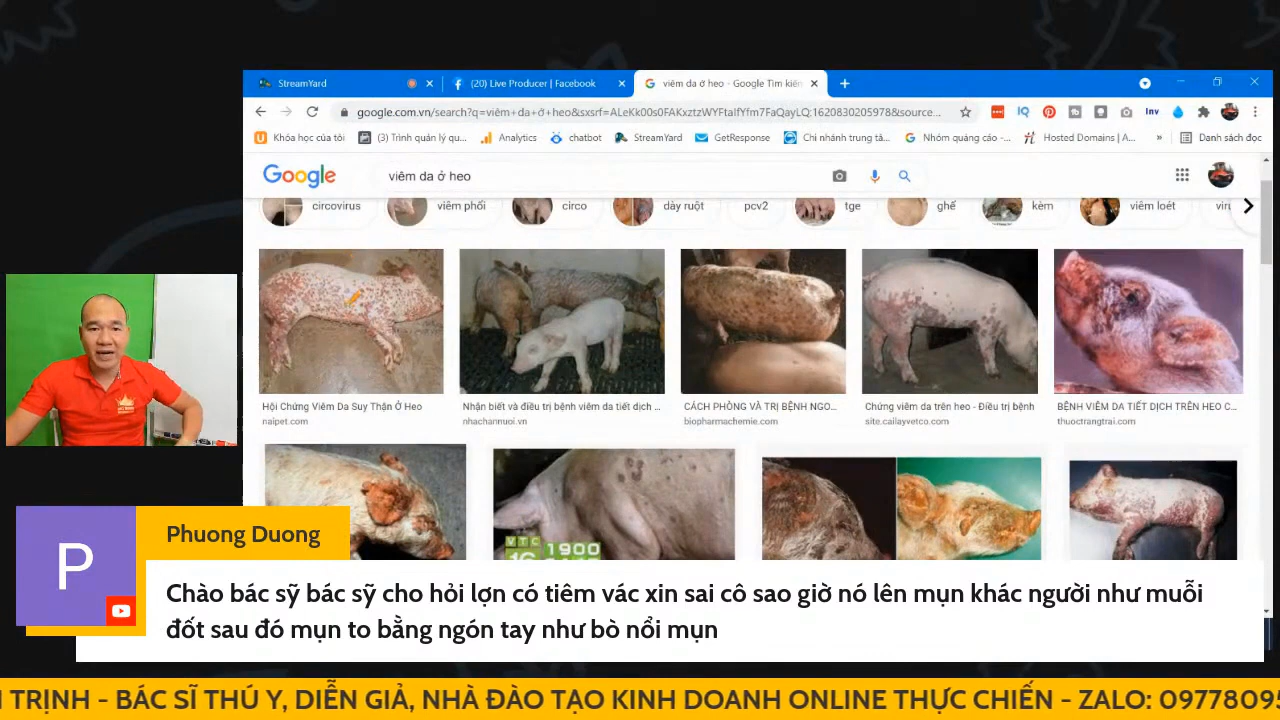 StreamYard
(20) Live Producer | Facebook
viêm da ở heo - Google Tìm kiến
google.com.vn/search?q=viêm+da+ở+heo&sxsrf=ALeKk00s0FAKxztzWYFtaIfYfm7FaQayLQ:1620830205978&source...
Khóa học của tôi
(3) Trình quản lý qu...
Analytics
chatbot
StreamYard
GetResponse
Chi nhánh trung tâ...
Nhóm quảng cáo -...
Hosted Domains | A...
»
Danh sách đọc
Inv
Google
viêm da ở heo
circovirus
viêm phổi
circo
dày ruột
pcv2
tge
ghẻ
kèm
viêm loét
Hội Chứng Viêm Da Suy Thận Ở Heo
naipet.com
Nhận biết và điều trị bệnh viêm da tiết dịch ...
nhachannuoi.vn
CÁCH PHÒNG VÀ TRỊ BỆNH NGO...
biopharmachemie.com
Chứng viêm da trên heo - Điều trị bệnh
site.cailayvetco.com
BỆNH VIÊM DA TIẾT DỊCH TRÊN HEO C...
thuoctrangtrai.com
VTC
16 1900
P
Phuong Duong
Chào bác sỹ bác sỹ cho hỏi lợn có tiêm vác xin sai cô sao giờ nó lên mụn khác người như muỗi
đốt sau đó mụn to bằng ngón tay như bò nổi mụn
TRỊNH - BÁC SĨ THÚ Y, DIỄN GIẢ, NHÀ ĐÀO TẠO KINH DOANH ONLINE THỰC CHIẾN - ZALO: 0977809